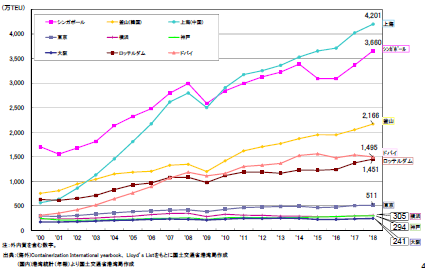 (万TEU)
シンガポール 釜山(韓国) 上海(中国)
東京 横浜 神戸
大阪 ロッテルダム ドバイ
4,500
4,000
3,500
3,000
2,500
2,000
1,500
1,000
500
0
4,201
上海
3,660
シンガポール
2,166
釜山
1,495
ドバイ
ロッテルダム
1,451
511
東京
305 横浜
294 神戸
241 大阪
'00 '01 '02 '03 '04 '05 '06 '07 '08 '09 '10 '11 '12 '13 '14 '15 '16 '17 '18
注:外内貿を含む数字。
出典:(海外)Containerization International yearbook、Lloyd's Listをもとに国土交通省港湾局作成
(国内)港湾統計(年報)より国土交通省港湾局作成
4